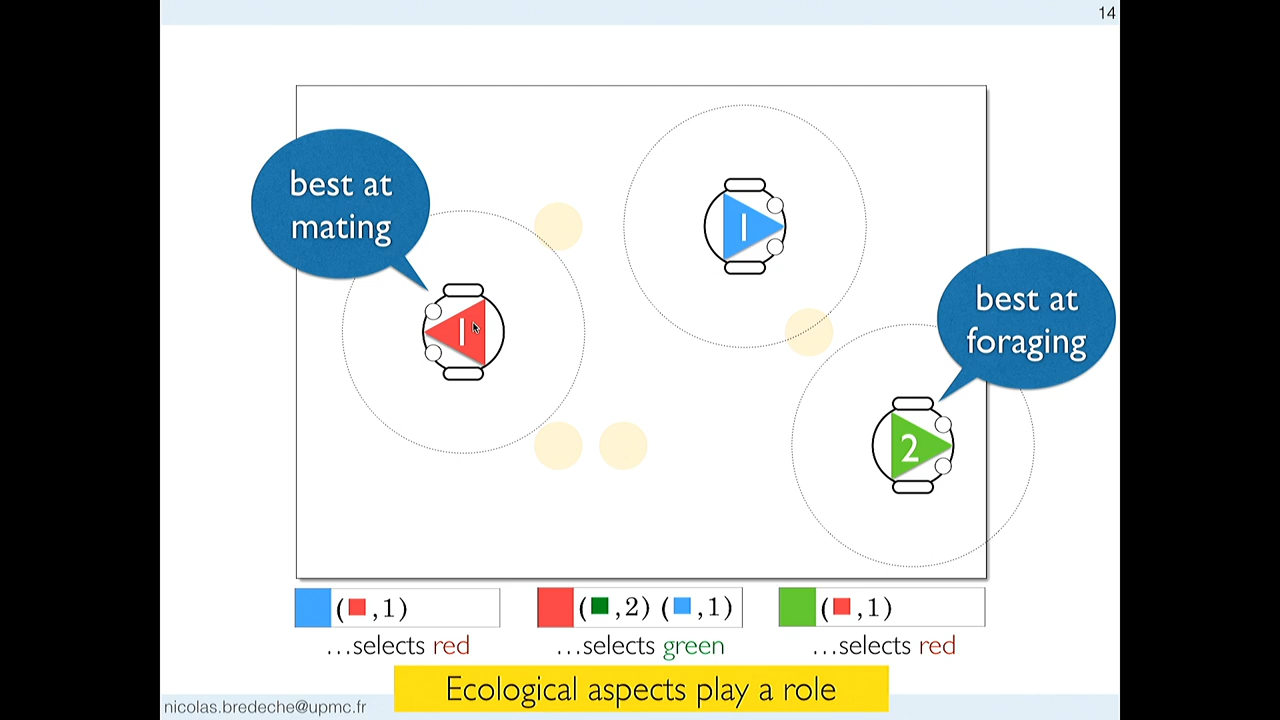 14
best at
mating
1
1
best at
foraging
2
(■,1)
(■,2) (■,1)
(■,1)
...selects red
...selects green
...selects red
Ecological aspects play a role
nicolas.bredeche@upmc.fr